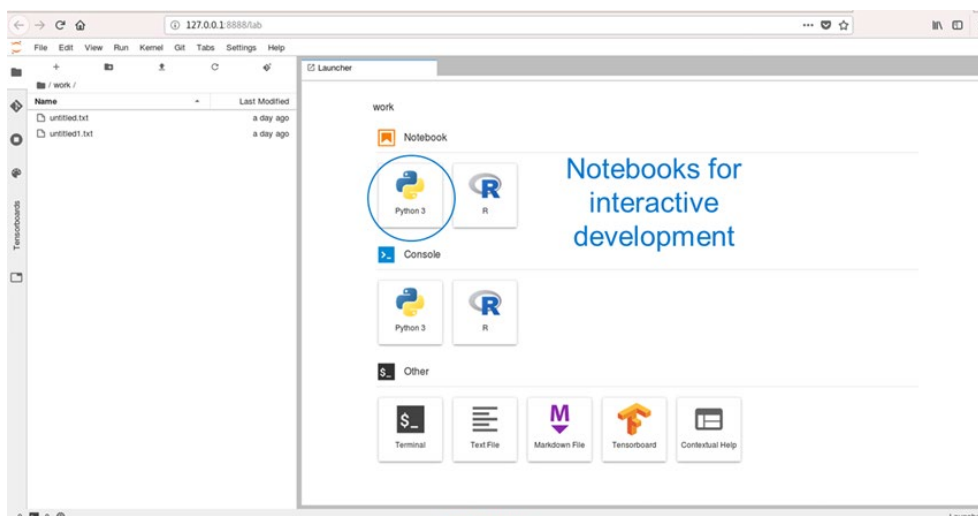 127.0.0.1:8888/lab
File Edit View Run Kernel Git Tabs Settings Help
Launcher
/ work /
Name Last Modified
untitled.txt a day ago
untitled1.txt a day ago
Tensorboards
work
Notebook
Python 3 R
Notebooks for
interactive
development
Console
Python 3 R
$_ Other
$_ M
Terminal Text File Markdown File Tensorboard Contextual Help